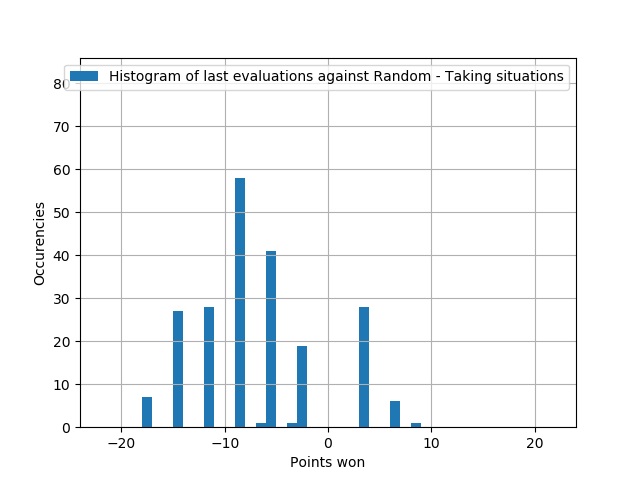 Histogram of last evaluations against Random - Taking situations
80
70
60
50
40
30
20
10
0
Occurencies
−20 −10 0 10 20
Points won